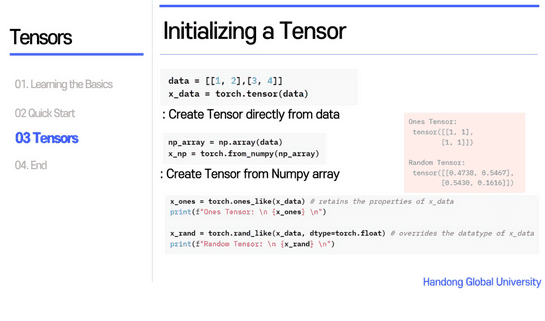 Tensors
01. Learning the Basics
02 Quick Start
03 Tensors
04. End
Initializing a Tensor
data = [[1, 2],[3, 4]]
x_data = torch.tensor(data)
: Create Tensor directly from data
np_array = np.array(data)
x_np = torch.from_numpy(np_array)
: Create Tensor from Numpy array
Ones Tensor:
tensor([[1, 1],
[1, 1]])
Random Tensor:
tensor([[0.4738, 0.5467],
[0.5430, 0.1616]])
x_ones = torch.ones_like(x_data) # retains the properties of x_data
print(f"Ones Tensor: \n {x_ones} \n")
x_rand = torch.rand_like(x_data, dtype=torch.float) # overrides the datatype of x_data
print(f"Random Tensor: \n {x_rand} \n")
Handong Global University